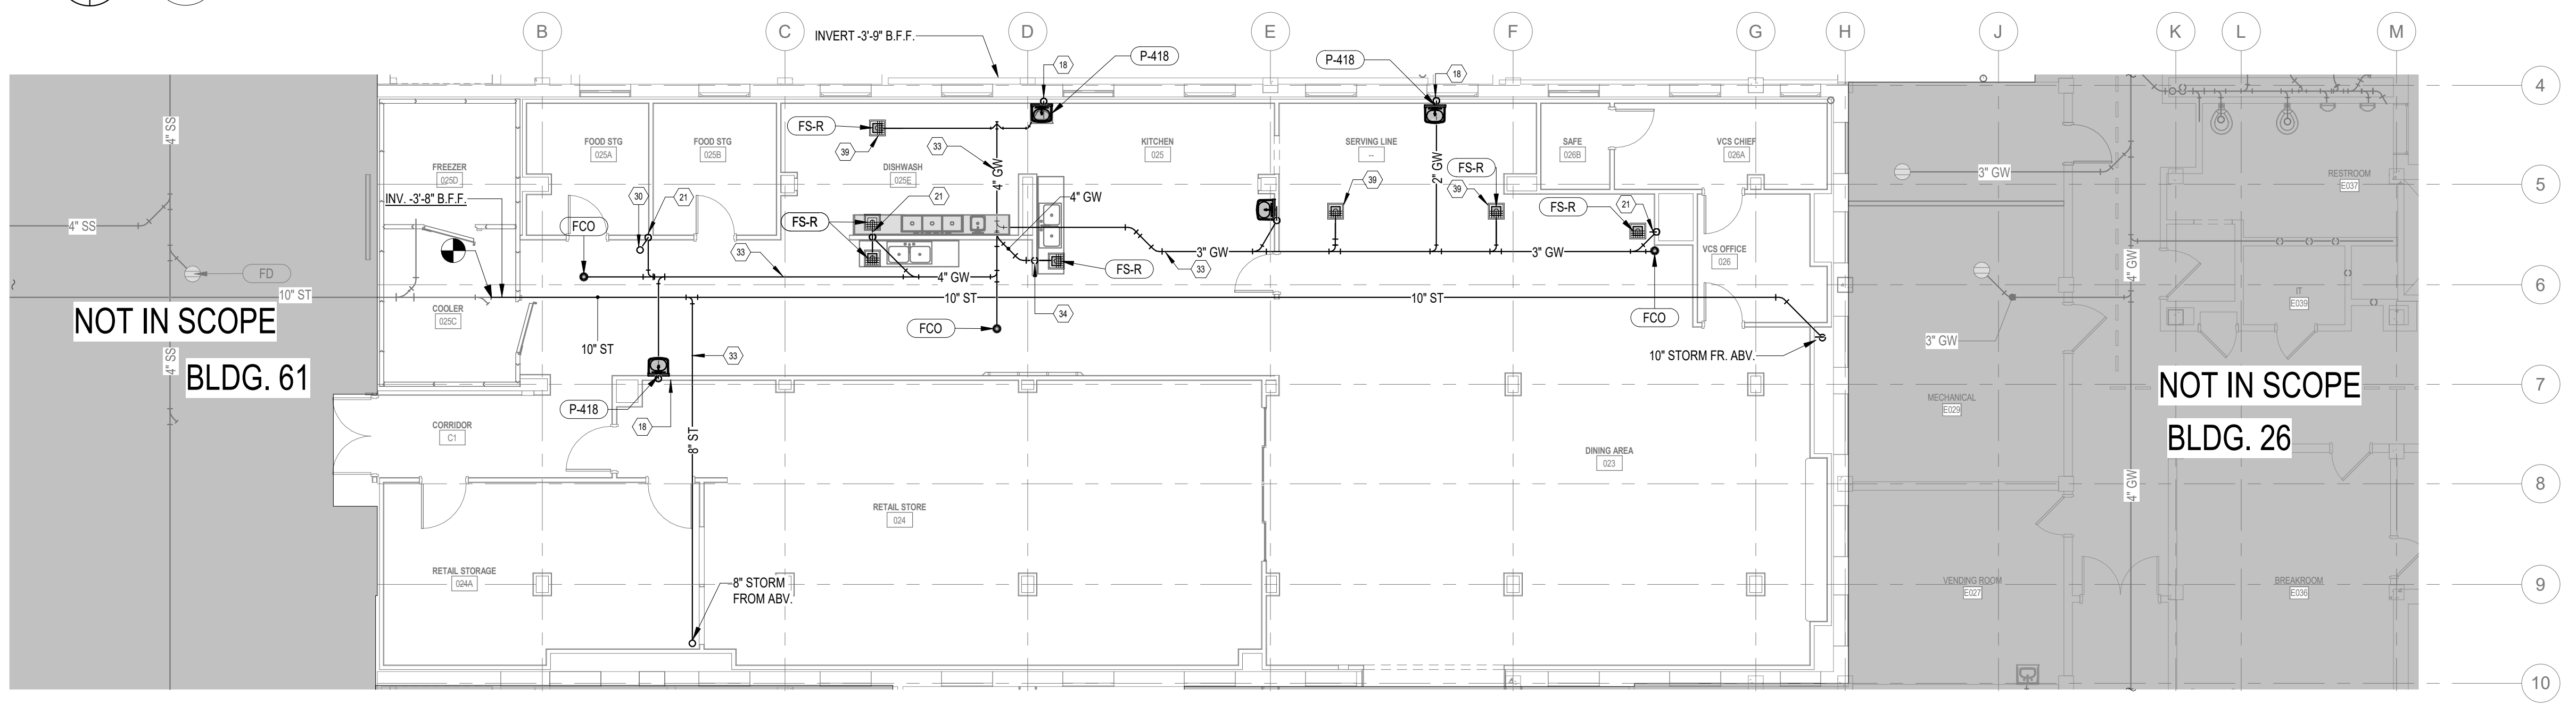 B
C
D
E
F
G
H
J
K
L
M
INVERT -3'-9" B.F.F.
P-418
18
P-418
18
4
4" SS
FS-R
39
33
4" GW
FOOD STG
025A
FOOD STG
025B
DISHWASH
025E
KITCHEN
025
SERVING LINE
--
SAFE
026B
VCS CHIEF
026A
FREEZER
025D
INV. -3'-8" B.F.F.
2" GW
FS-R
39
39
3" GW
RESTROOM
E037
5
4" SS
FCO
30
21
FS-R
21
4" GW
FS-R
21
FD
33
4" GW
3" GW
33
3" GW
FS-R
VCS OFFICE
026
4" GW
10" ST
10" ST
10" ST
6
NOT IN SCOPE
BLDG. 61
4" SS
COOLER
025C
10" ST
FCO
34
FCO
33
10" STORM FR. ABV.
3" GW
IT
E039
NOT IN SCOPE
BLDG. 26
7
P-418
18
CORRIDOR
C1
8" ST
MECHANICAL
E029
DINING AREA
023
4" GW
8
RETAIL STORE
024
RETAIL STORAGE
024A
8" STORM
FROM ABV.
VENDING ROOM
E027
BREAKROOM
E036
9
10